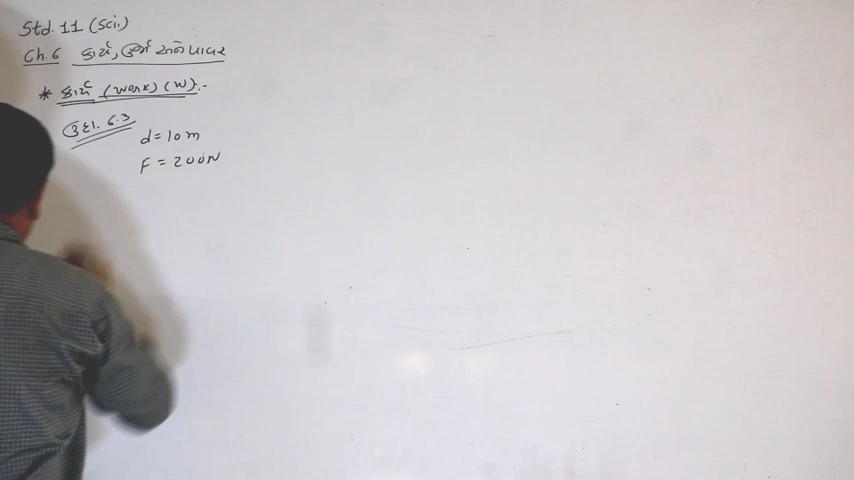 Std. 11 (Sci.)
Ch.6 કાર્ય, ઊર્જા અને પાવર
* કાર્ય (Work) (W):-
ઉદા. 6.3
d = 10 m
F = 200N